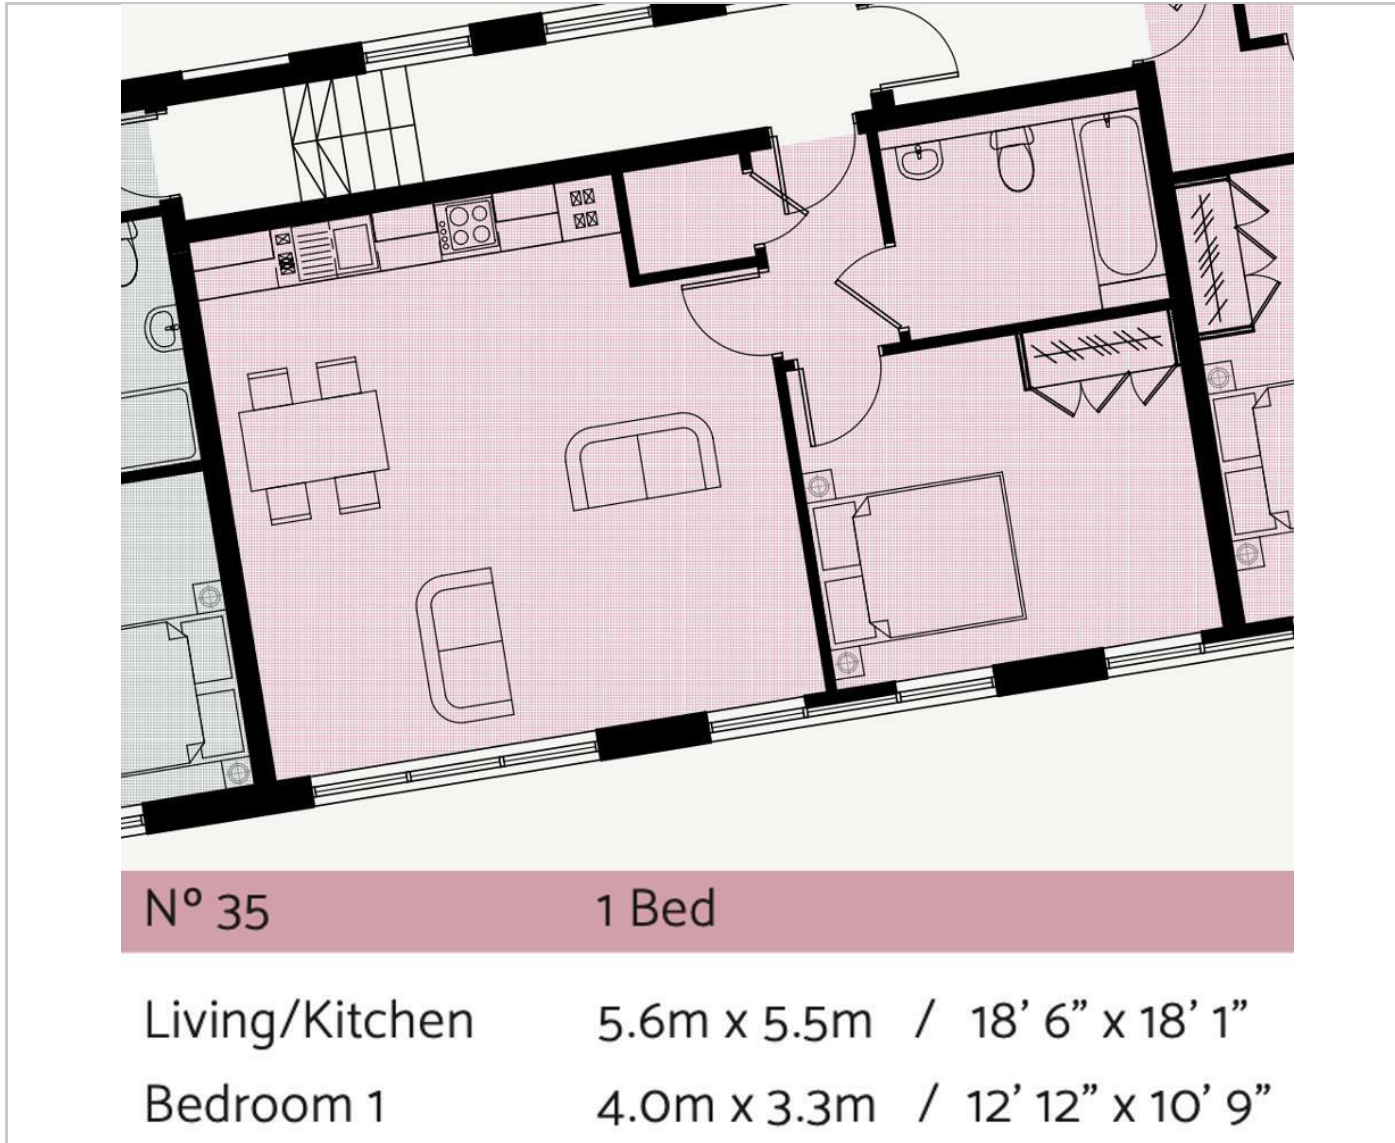 Nº 35 1 Bed
Living/Kitchen 5.6m x 5.5m / 18’ 6” x 18’ 1”
Bedroom 1 4.0m x 3.3m / 12’ 12” x 10’ 9”